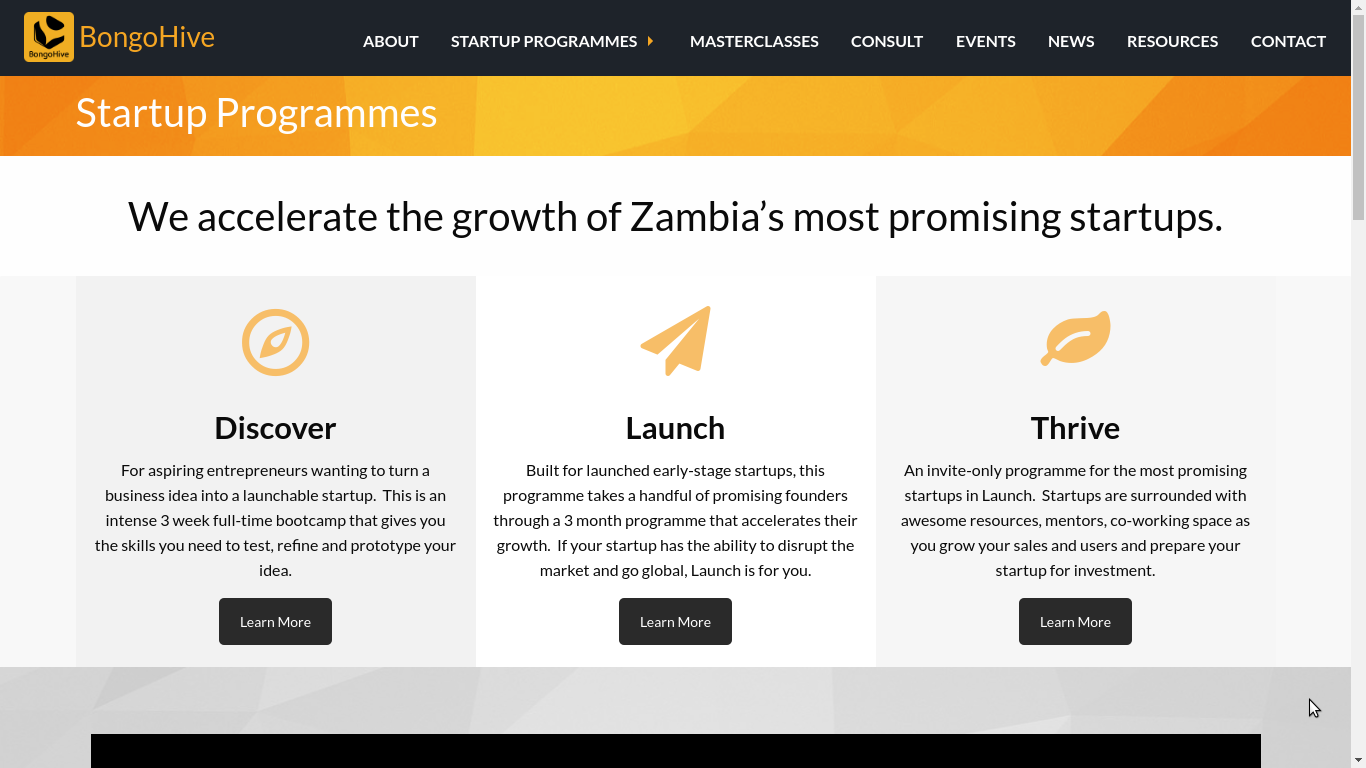 BongoHive
BongoHive
ABOUT
STARTUP PROGRAMMES
MASTERCLASSES
CONSULT
EVENTS
NEWS
RESOURCES
CONTACT
Startup Programmes
We accelerate the growth of Zambia’s most promising startups.
Discover
For aspiring entrepreneurs wanting to turn a
business idea into a launchable startup.  This is an
intense 3 week full-time bootcamp that gives you
the skills you need to test, refine and prototype your
idea.
Learn More
Launch
Built for launched early-stage startups, this
programme takes a handful of promising founders
through a 3 month programme that accelerates their
growth.  If your startup has the ability to disrupt the
market and go global, Launch is for you.
Learn More
Thrive
An invite-only programme for the most promising
startups in Launch.  Startups are surrounded with
awesome resources, mentors, co-working space as
you grow your sales and users and prepare your
startup for investment.
Learn More